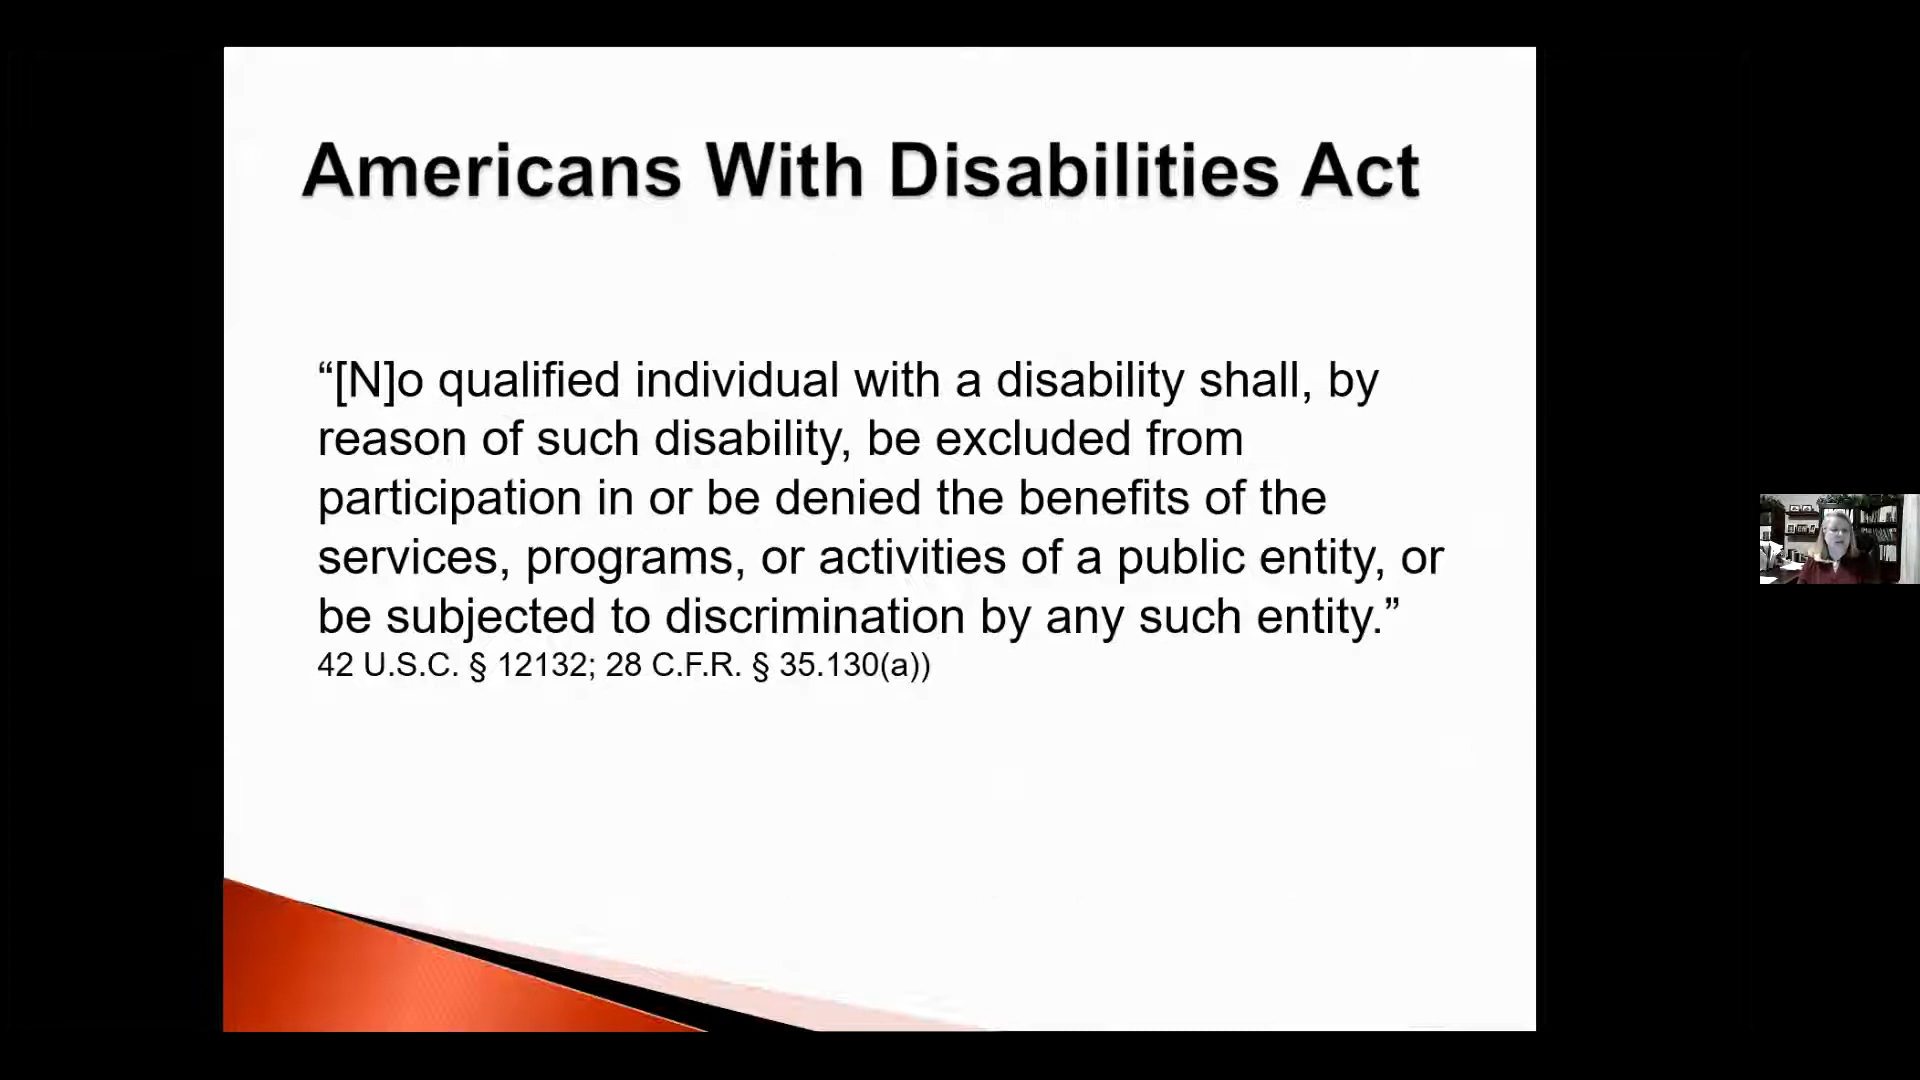 Americans With Disabilities Act
“[N]o qualified individual with a disability shall, by
reason of such disability, be excluded from
participation in or be denied the benefits of the
services, programs, or activities of a public entity, or
be subjected to discrimination by any such entity.”
42 U.S.C. § 12132; 28 C.F.R. § 35.130(a))